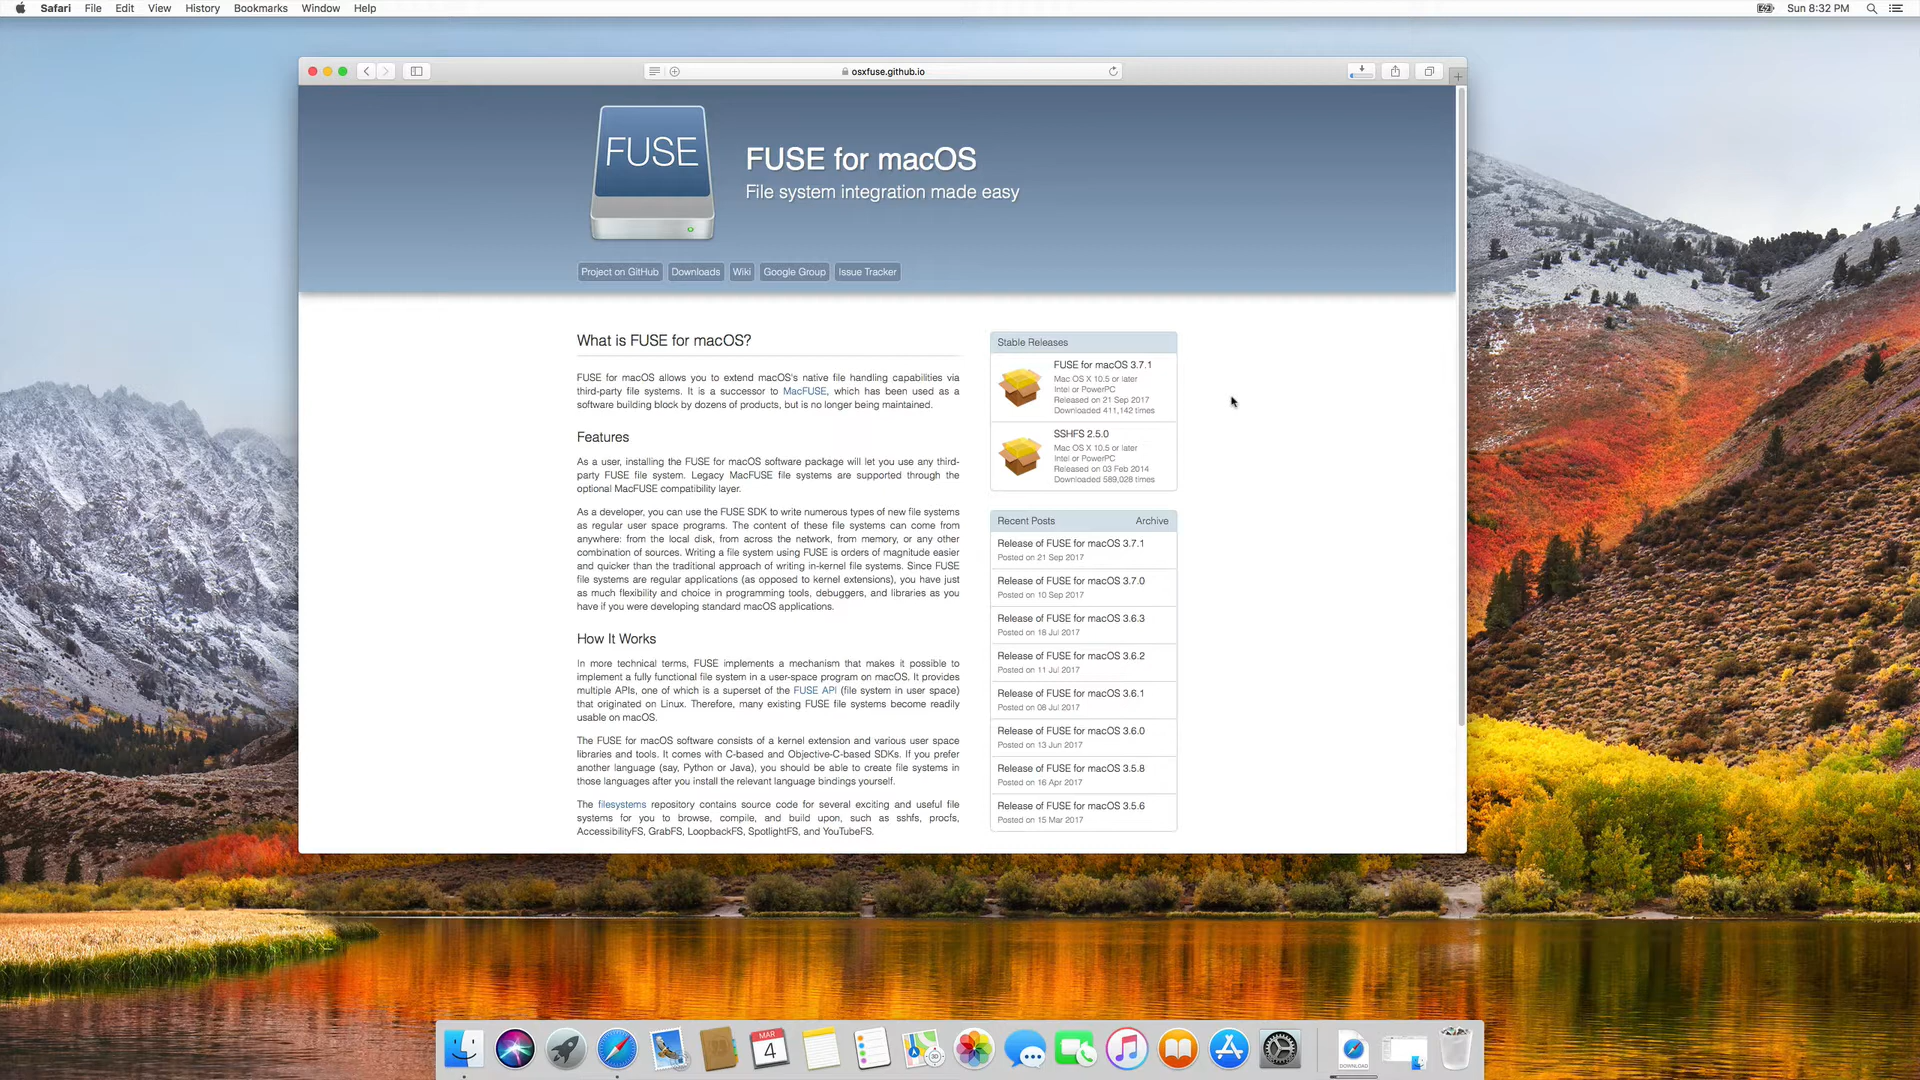 Safari File Edit View History Bookmarks Window Help
Sun 8:32 PM
osxfuse.github.io
FUSE
FUSE for macOS
File system integration made easy
Project on GitHub Downloads Wiki Google Group Issue Tracker
What is FUSE for macOS?
FUSE for macOS allows you to extend macOS's native file handling capabilities via
third-party file systems. It is a successor to MacFUSE, which has been used as a
software building block by dozens of products, but is no longer being maintained.
Features
As a user, installing the FUSE for macOS software package will let you use any third-
party FUSE file system. Legacy MacFUSE file systems are supported through the
optional MacFUSE compatibility layer.
As a developer, you can use the FUSE SDK to write numerous types of new file systems
as regular user space programs. The content of these file systems can come from
anywhere: from the local disk, from across the network, from memory, or any other
combination of sources. Writing a file system using FUSE is orders of magnitude easier
and quicker than the traditional approach of writing in-kernel file systems. Since FUSE
file systems are regular applications (as opposed to kernel extensions), you have just
as much flexibility and choice in programming tools, debuggers, and libraries as you
have if you were developing standard macOS applications.
How It Works
In more technical terms, FUSE implements a mechanism that makes it possible to
implement a fully functional file system in a user-space program on macOS. It provides
multiple APIs, one of which is a superset of the FUSE API (file system in user space)
that originated on Linux. Therefore, many existing FUSE file systems become readily
usable on macOS.
The FUSE for macOS software consists of a kernel extension and various user space
libraries and tools. It comes with C-based and Objective-C-based SDKs. If you prefer
another language (say, Python or Java), you should be able to create file systems in
those languages after you install the relevant language bindings yourself.
The filesystems repository contains source code for several exciting and useful file
systems for you to browse, compile, and build upon, such as sshfs, procfs,
AccessibilityFS, GrabFS, LoopbackFS, SpotlightFS, and YouTubeFS.
Stable Releases
FUSE for macOS 3.7.1
Mac OS X 10.5 or later
Intel or PowerPC
Released on 21 Sep 2017
Downloaded 411,142 times
SSHFS 2.5.0
Mac OS X 10.5 or later
Intel or PowerPC
Released on 03 Feb 2014
Downloaded 589,028 times
Recent Posts Archive
Release of FUSE for macOS 3.7.1
Posted on 21 Sep 2017
Release of FUSE for macOS 3.7.0
Posted on 10 Sep 2017
Release of FUSE for macOS 3.6.3
Posted on 18 Jul 2017
Release of FUSE for macOS 3.6.2
Posted on 11 Jul 2017
Release of FUSE for macOS 3.6.1
Posted on 08 Jul 2017
Release of FUSE for macOS 3.6.0
Posted on 13 Jun 2017
Release of FUSE for macOS 3.5.8
Posted on 16 Apr 2017
Release of FUSE for macOS 3.5.6
Posted on 15 Mar 2017
MAR
4
3D
DOWNLOAD